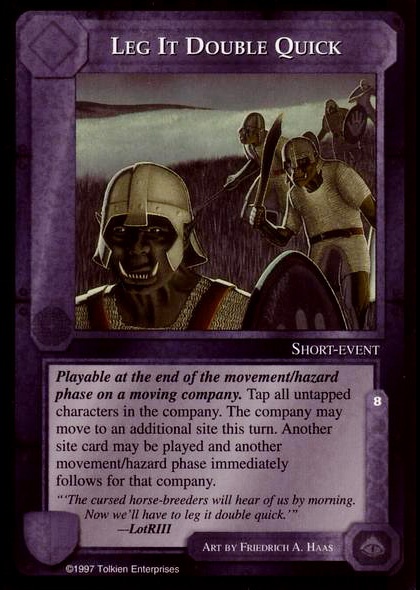 LEG IT DOUBLE QUICK
SHORT-EVENT
Playable at the end of the movement/hazard
phase on a moving company. Tap all untapped
characters in the company. The company may
move to an additional site this turn. Another
site card may be played and another
movement/hazard phase immediately
follows for that company.
8
"'The cursed horse-breeders will hear of us by morning.
Now we'll have to leg it double quick.'"
—LotRIII
ART BY FRIEDRICH A. HAAS
©1997 Tolkien Enterprises